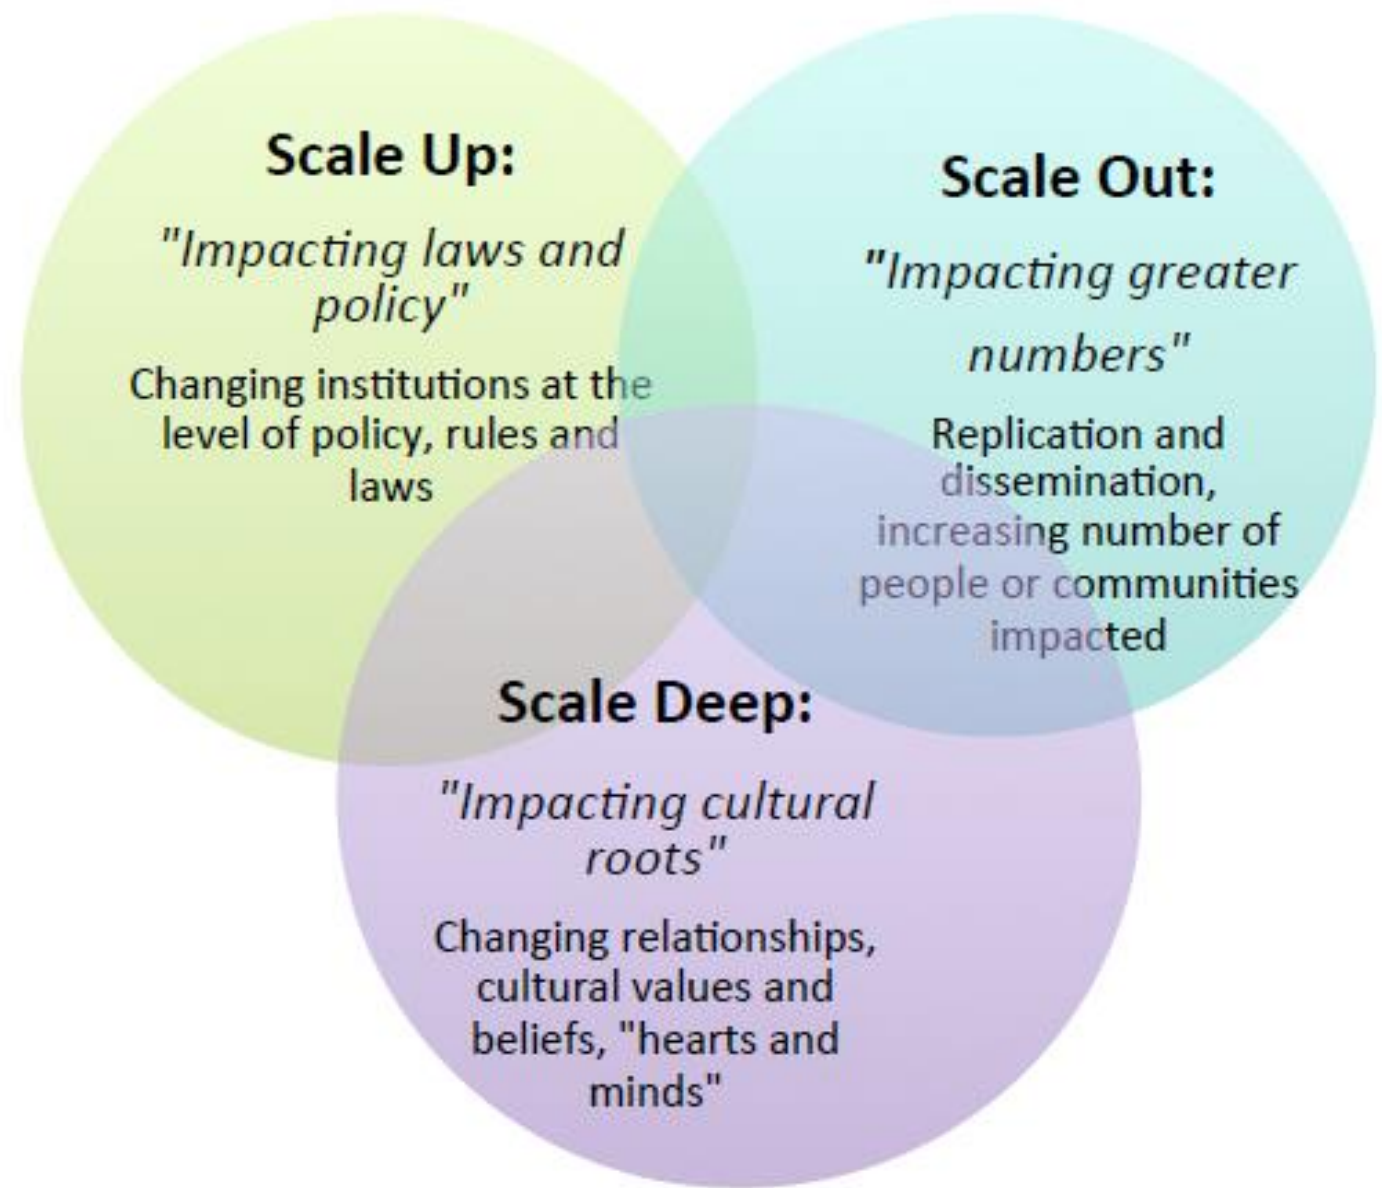 Scale Up:
"Impacting laws and
policy"
Changing institutions at the
level of policy, rules and
laws
Scale Out:
"Impacting greater
numbers"
Replication and
dissemination,
increasing number of
people or communities
impacted
Scale Deep:
"Impacting cultural
roots"
Changing relationships,
cultural values and
beliefs, "hearts and
minds"